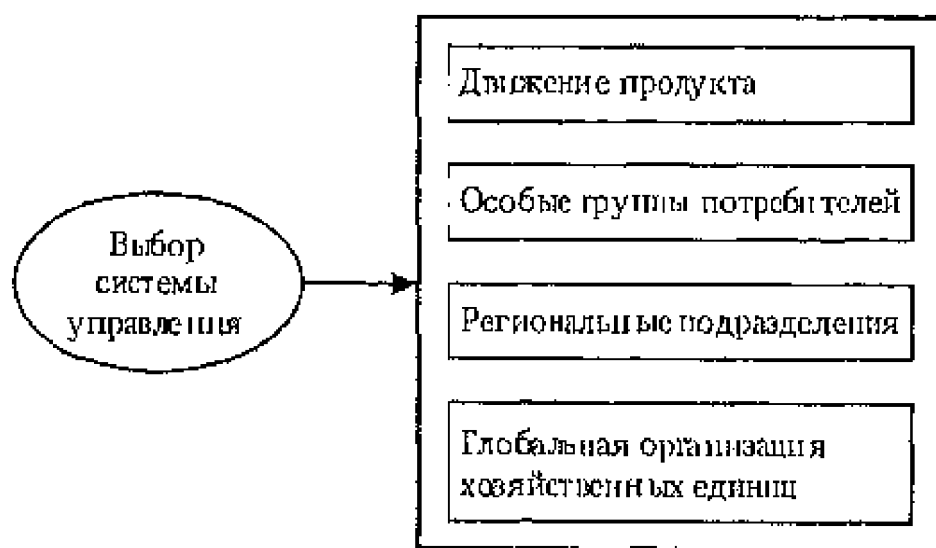 Выбор
системы
управления
Движение продукта
Особые группы потребителей
Региональные подразделения
Глобальная организация
хозяйственных единиц